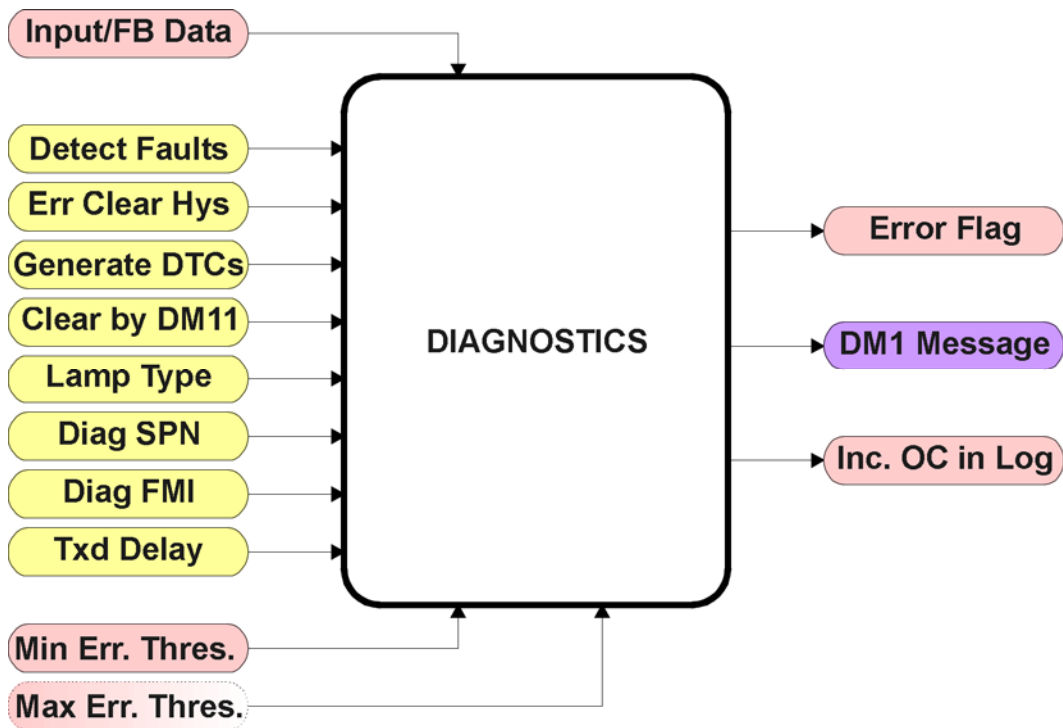 Input/FB Data
Detect Faults
Err Clear Hys
Generate DTCs
Clear by DM11
Lamp Type
Diag SPN
Diag FMI
Txd Delay
Min Err. Thres.
Max Err. Thres.
DIAGNOSTICS
Error Flag
DM1 Message
Inc. OC in Log